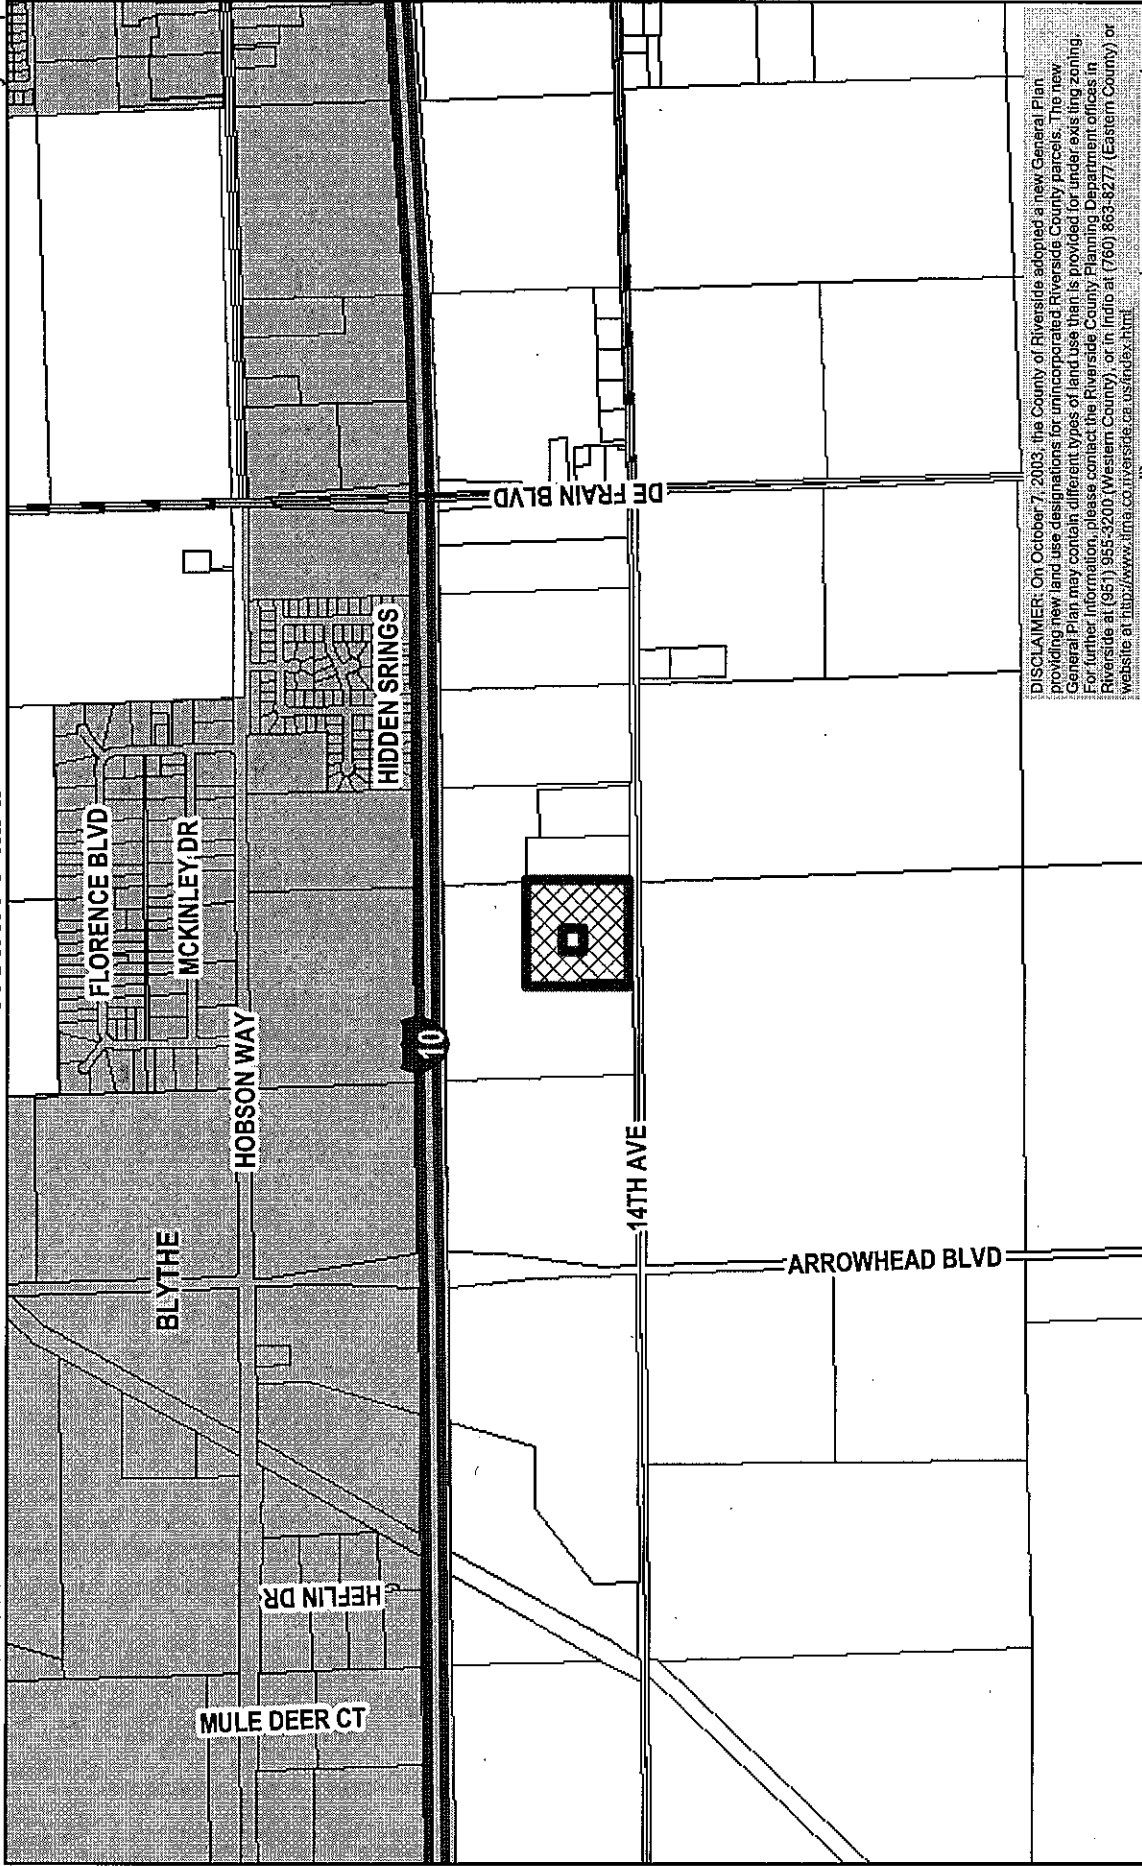 FLORENCE BLVD
MCKINLEY DR
HOBSON WAY
BLYTHE
HIDDEN SRINGS
DE FRAIN BLVD
10
14TH AVE
ARROWHEAD BLVD
HEFLIN DR
MULE DEER CT
DISCLAIMER: On October 7, 2003, the County of Riverside adopted a new General Plan
providing new land use designations for unincorporated Riverside County parcels. The new
General Plan may contain different types of land use than is provided for under existing zoning.
For further information, please contact the Riverside County Planning Department offices in
Riverside at (951) 955-3200 (Western County), or in Indio at (760) 863-8277 (Eastern County) or
website at http://www.tlma.co.riverside.ca.us/index.html